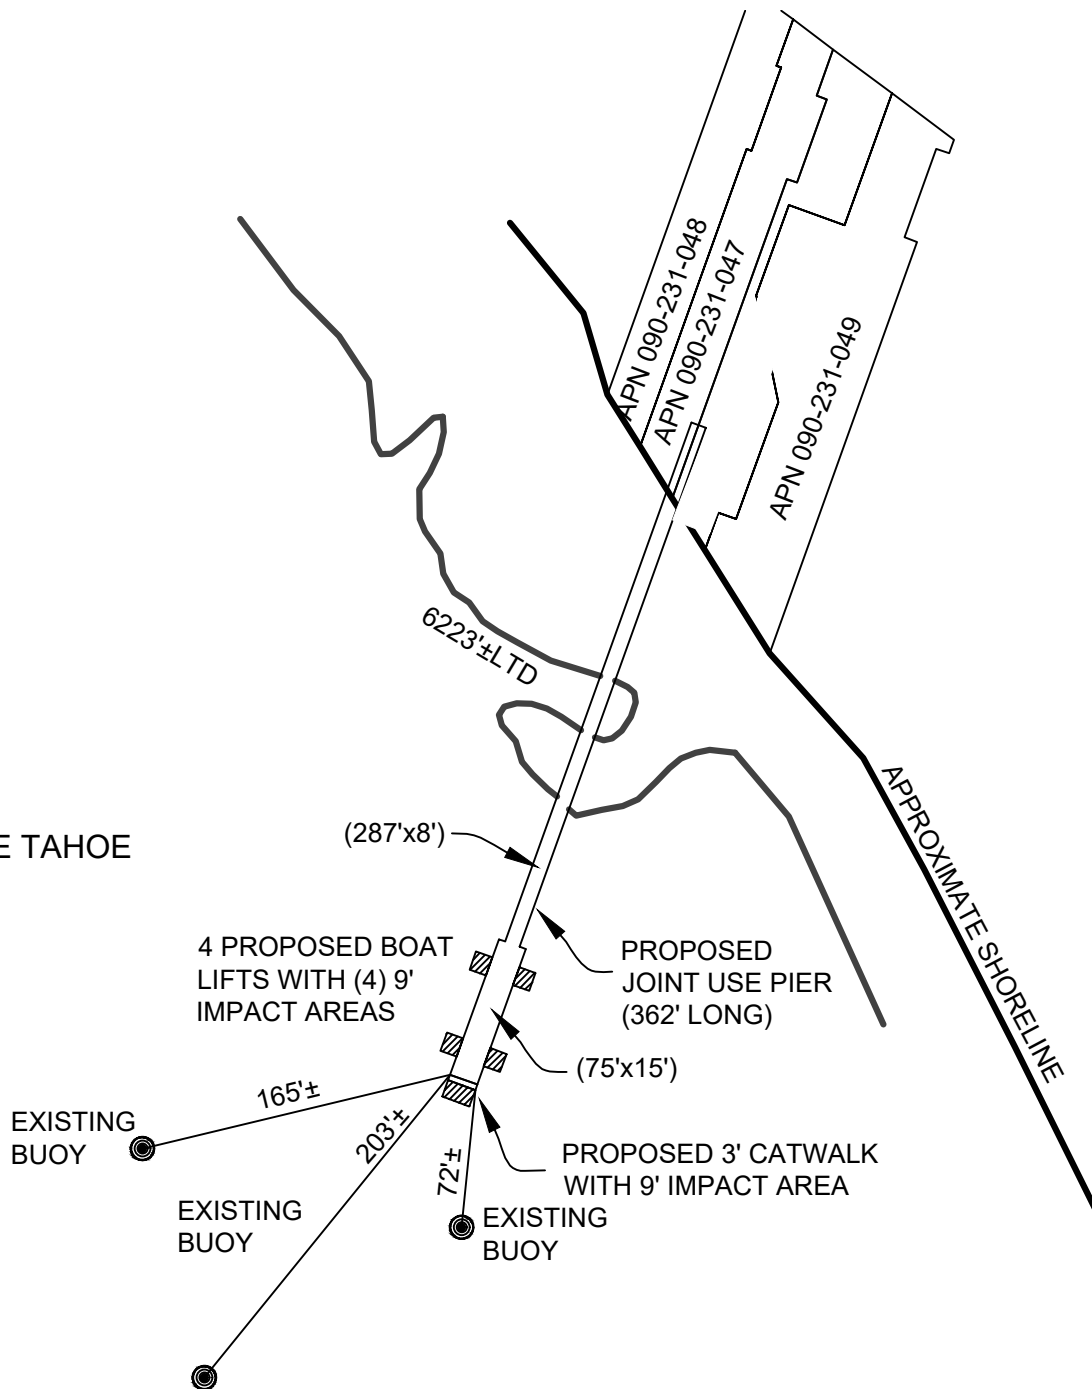 APN 090-231-048
APN 090-231-047
APN 090-231-049
6223'±LTD
E TAHOE
(287'x8')
APPROXIMATE SHORELINE
4 PROPOSED BOAT
LIFTS WITH (4) 9'
IMPACT AREAS
PROPOSED
JOINT USE PIER
(362' LONG)
(75'x15')
165'±
203'±
72'±
EXISTING
BUOY
PROPOSED 3' CATWALK
WITH 9' IMPACT AREA
EXISTING
BUOY
EXISTING
BUOY